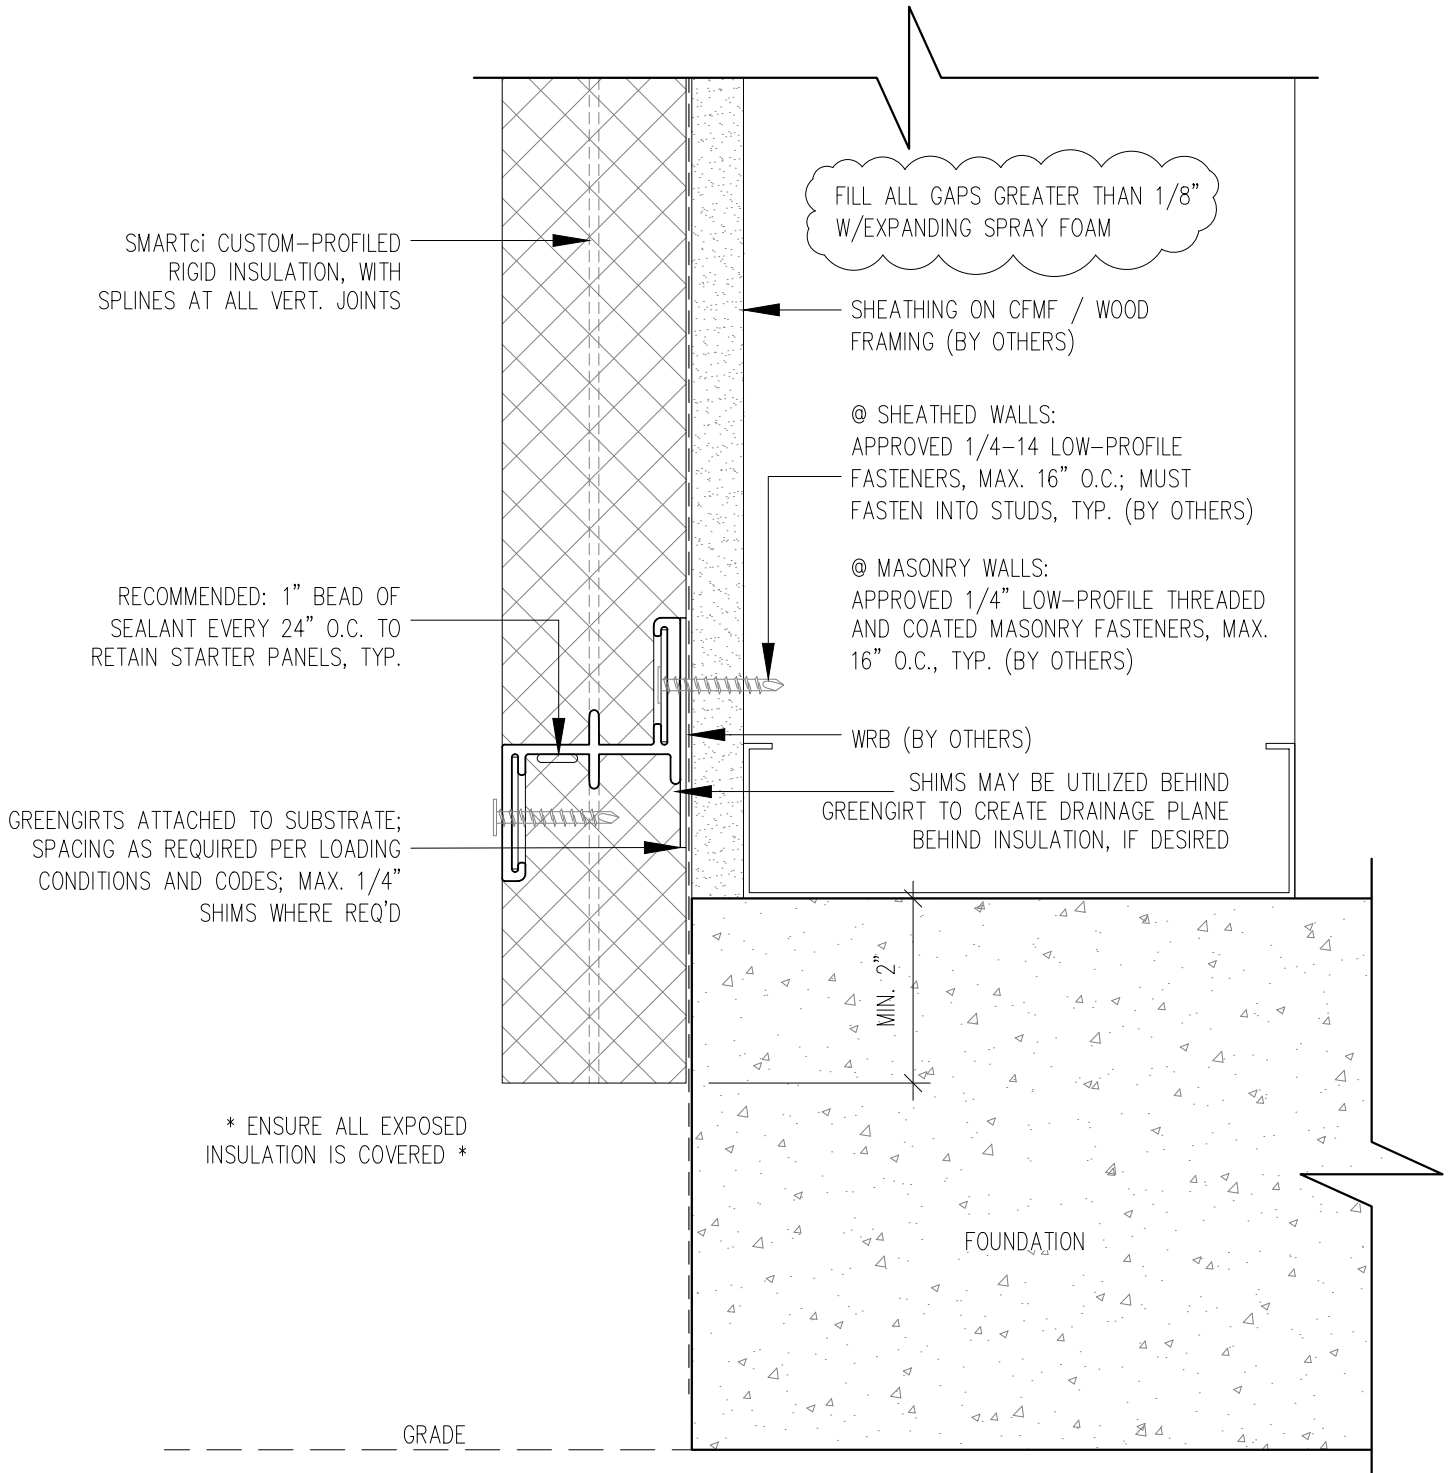 FILL ALL GAPS GREATER THAN 1/8"
W/EXPANDING SPRAY FOAM
SMARTci CUSTOM-PROFILED
RIGID INSULATION, WITH
SPLINES AT ALL VERT. JOINTS
SHEATHING ON CFMF / WOOD
FRAMING (BY OTHERS)
@ SHEATHED WALLS:
APPROVED 1/4-14 LOW-PROFILE
FASTENERS, MAX. 16" O.C.; MUST
FASTEN INTO STUDS, TYP. (BY OTHERS)
@ MASONRY WALLS:
APPROVED 1/4" LOW-PROFILE THREADED
AND COATED MASONRY FASTENERS, MAX.
16" O.C., TYP. (BY OTHERS)
RECOMMENDED: 1" BEAD OF
SEALANT EVERY 24" O.C. TO
RETAIN STARTER PANELS, TYP.
WRB (BY OTHERS)
SHIMS MAY BE UTILIZED BEHIND
GREENGIRT TO CREATE DRAINAGE PLANE
BEHIND INSULATION, IF DESIRED
GREENGIRTS ATTACHED TO SUBSTRATE;
SPACING AS REQUIRED PER LOADING
CONDITIONS AND CODES; MAX. 1/4"
SHIMS WHERE REQ'D
MIN. 2"
* ENSURE ALL EXPOSED
INSULATION IS COVERED *
FOUNDATION
GRADE